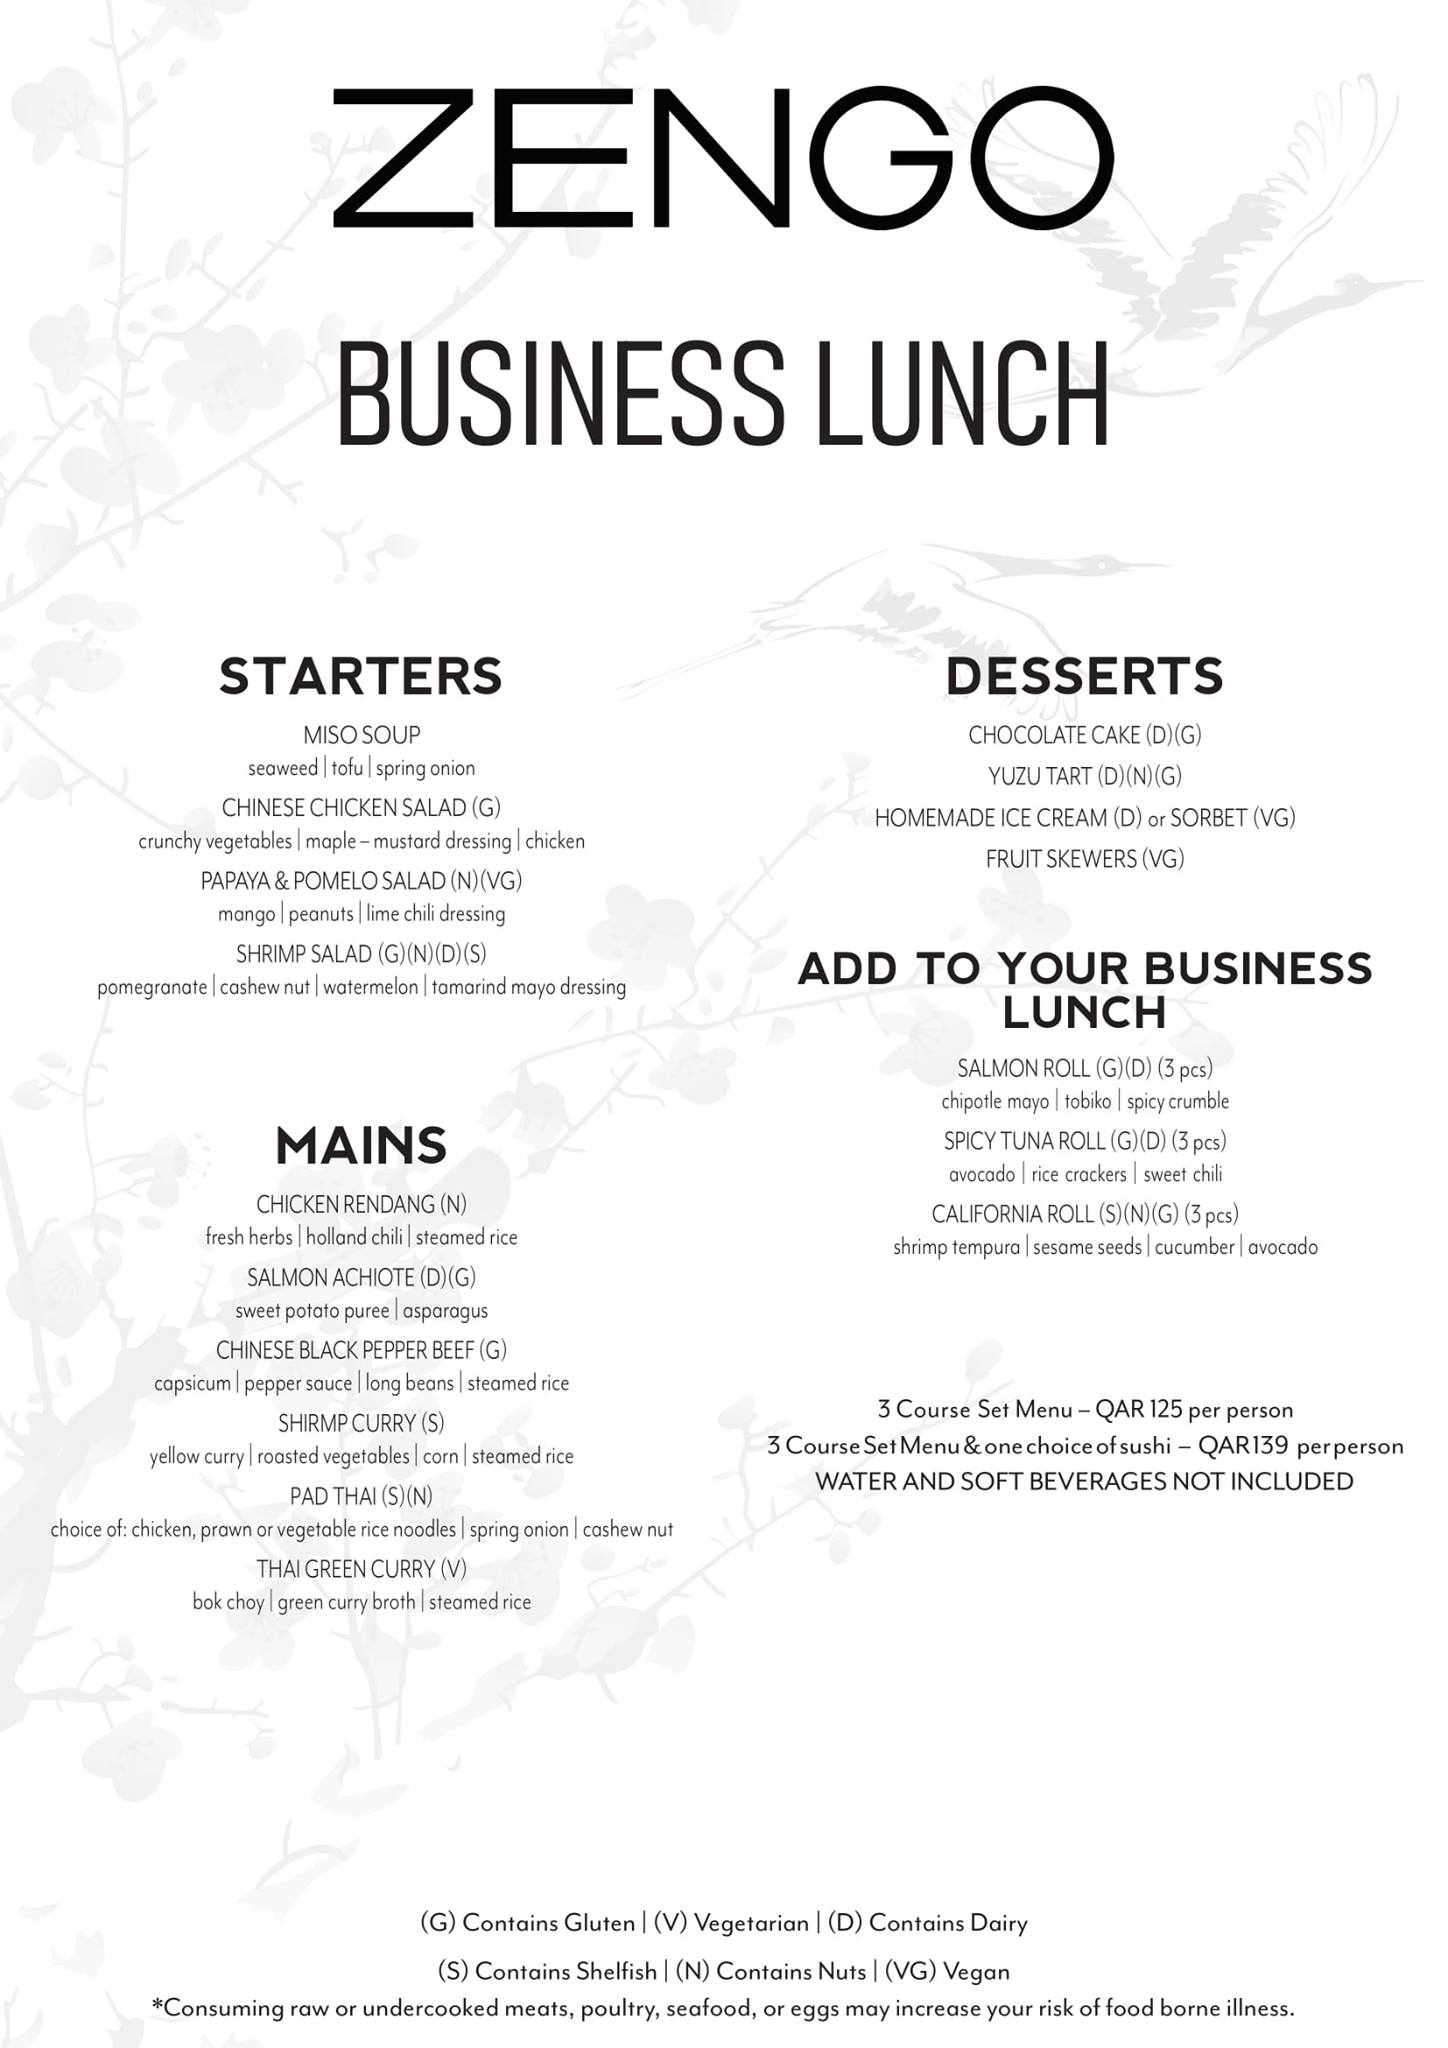 ZENGO
BUSINESS LUNCH
STARTERS
MISO SOUP
seaweed | tofu | spring onion
CHINESE CHICKEN SALAD (G)
crunchy vegetables | maple – mustard dressing | chicken
PAPAYA & POMELO SALAD (N)(VG)
mango | peanuts | lime chili dressing
SHRIMP SALAD (G)(N)(D)(S)
pomegranate | cashew nut | watermelon | tamarind mayo dressing
MAINS
CHICKEN RENDANG (N)
fresh herbs | holland chili | steamed rice
SALMON ACHIOTE (D)(G)
sweet potato puree | asparagus
CHINESE BLACK PEPPER BEEF (G)
capsicum | pepper sauce | long beans | steamed rice
SHIRMP CURRY (S)
yellow curry | roasted vegetables | corn | steamed rice
PAD THAI (S)(N)
choice of: chicken, prawn or vegetable rice noodles | spring onion | cashew nut
THAI GREEN CURRY (V)
bok choy | green curry broth | steamed rice
DESSERTS
CHOCOLATE CAKE (D)(G)
YUZU TART (D)(N)(G)
HOMEMADE ICE CREAM (D) or SORBET (VG)
FRUIT SKEWERS (VG)
ADD TO YOUR BUSINESS
LUNCH
SALMON ROLL (G)(D) (3 pcs)
chipotle mayo | tobiko | spicy crumble
SPICY TUNA ROLL (G)(D) (3 pcs)
avocado | rice crackers | sweet chili
CALIFORNIA ROLL (S)(N)(G) (3 pcs)
shrimp tempura | sesame seeds | cucumber | avocado
3 Course Set Menu – QAR 125 per person
3 Course Set Menu & one choice of sushi – QAR 139 per person
WATER AND SOFT BEVERAGES NOT INCLUDED
(G) Contains Gluten | (V) Vegetarian | (D) Contains Dairy
(S) Contains Shelfish | (N) Contains Nuts | (VG) Vegan
*Consuming raw or undercooked meats, poultry, seafood, or eggs may increase your risk of food borne illness.